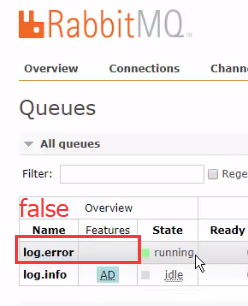 RabbitMQ
Overview Connections Chann
Queues
All queues
Filter: Rege
false Overview
Name Features State Ready
log.error running
log.info AD idle